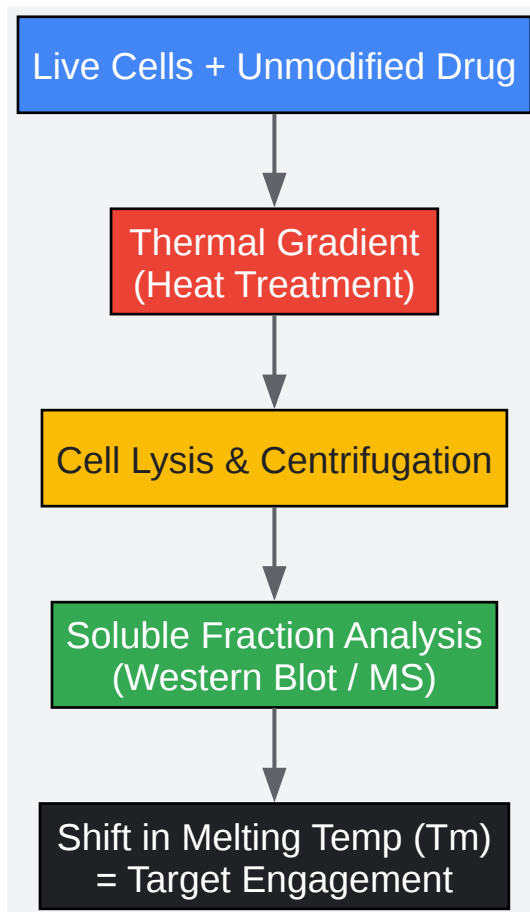 Live Cells + Unmodified Drug
Thermal Gradient
(Heat Treatment)
Cell Lysis & Centrifugation
Soluble Fraction Analysis
(Western Blot / MS)
Shift in Melting Temp (Tm)
= Target Engagement